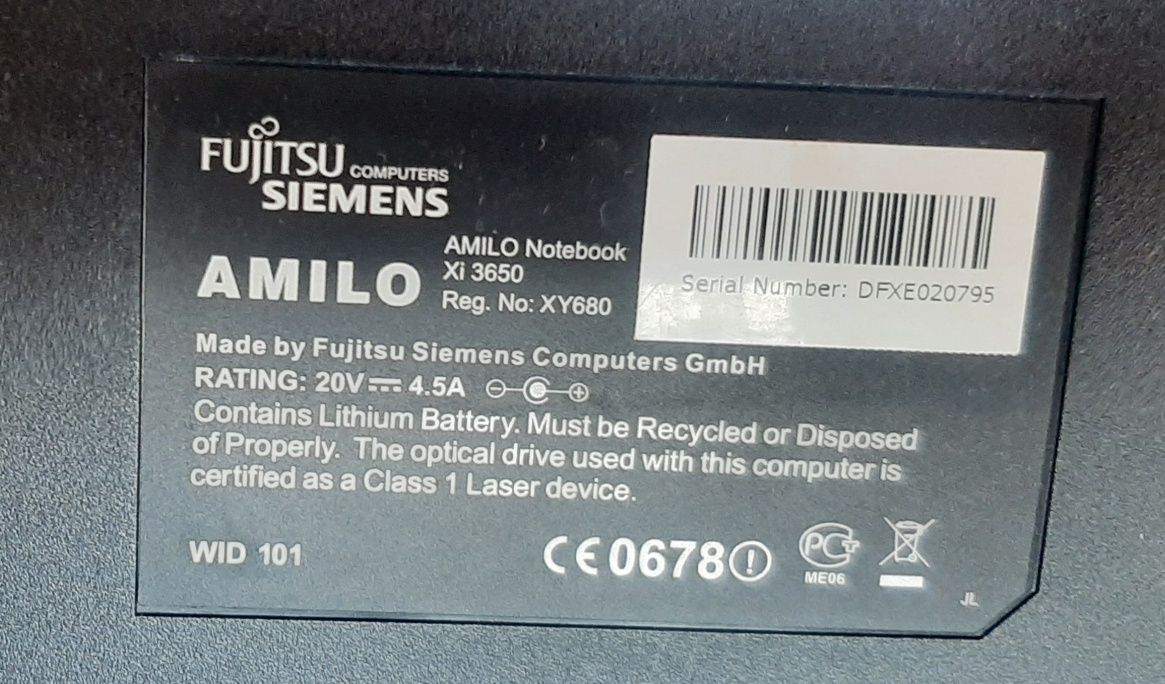 FUJITSU COMPUTERS
SIEMENS
AMILO
AMILO Notebook
Xi 3650
Reg. No: XY680
Serial Number: DFXE020795
Made by Fujitsu Siemens Computers GmbH
RATING: 20V 4.5A
Contains Lithium Battery. Must be Recycled or Disposed
of Properly. The optical drive used with this computer is
certified as a Class 1 Laser device.
WID 101
CE0678!
PCT
ME06
JL